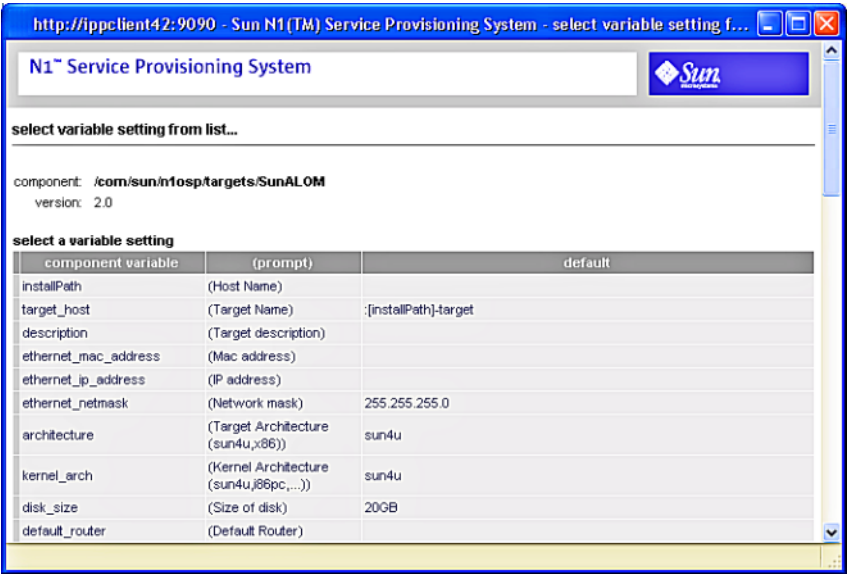 http://ippclient42:9090 - Sun N1(TM) Service Provisioning System - select variable setting f...
N1™ Service Provisioning System
Sun
microsystems
select variable setting from list...
component: /com/sun/n1osp/targets/SunALOM
version: 2.0
select a variable setting
component variable (prompt) default
installPath (Host Name)
target_host (Target Name) :[installPath]-target
description (Target description)
ethernet_mac_address (Mac address)
ethernet_ip_address (IP address)
ethernet_netmask (Network mask) 255.255.255.0
architecture (Target Architecture
(sun4u,x86)) sun4u
kernel_arch (Kernel Architecture
(sun4u,i86pc,...)) sun4u
disk_size (Size of disk) 20GB
default_router (Default Router)